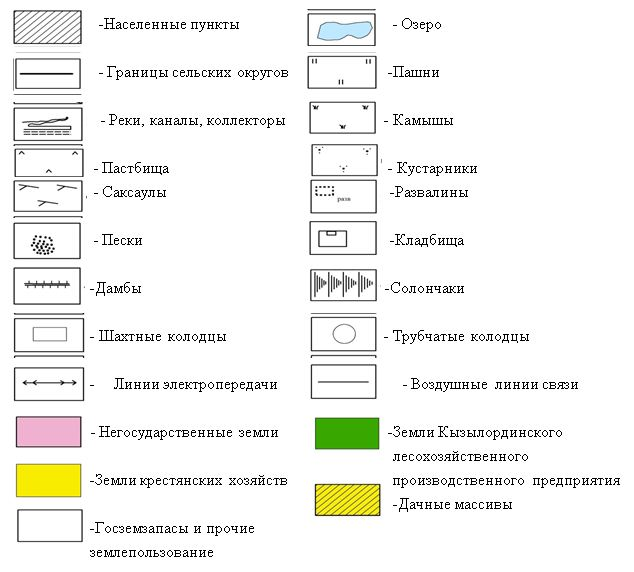 -Населенные пункты
- Границы сельских округов
- Реки, каналы, коллекторы
- Пастбища
- Саксаулы
- Пески
-Дамбы
- Шахтные колодцы
- Линии электропередачи
- Негосударственные земли
-Земли крестянских хозяйств
-Госземзапасы и прочие
землепользование
- Озеро
-Пашни
- Камышы
- Кустарники
-Развалины
разв
-Кладбища
-Солончаки
- Трубчатые колодцы
- Воздушные линии связи
-Земли Кызылординского
лесохозяйственного
производственного предприятия
-Дачные массивы